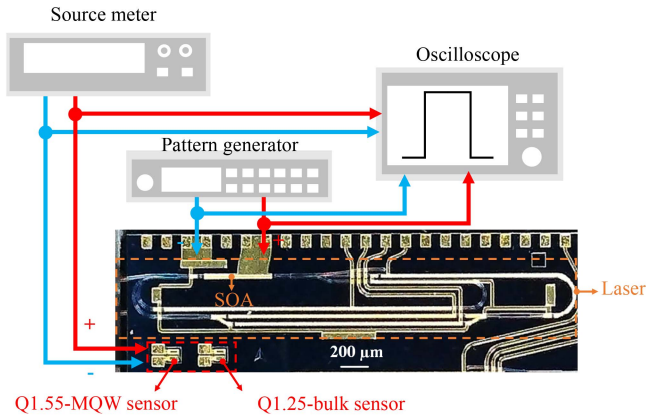 Source meter
Oscilloscope
Pattern generator
- +
SOA
Laser
+
200 µm
-
Q1.55-MQW sensor
Q1.25-bulk sensor